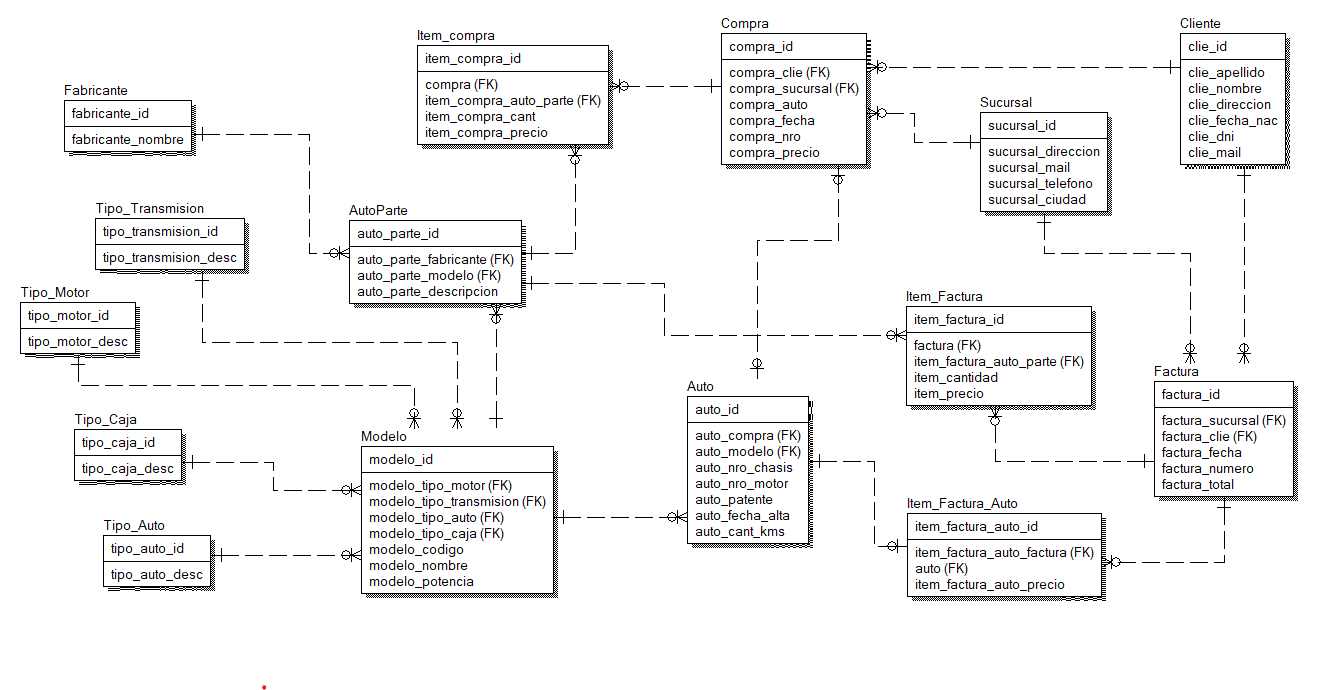 Item_compra
item_compra_id
compra (FK)
item_compra_auto_parte (FK)
item_compra_cant
item_compra_precio
Compra
compra_id
compra_clie (FK)
compra_sucursal (FK)
compra_auto
compra_fecha
compra_nro
compra_precio
Cliente
clie_id
clie_apellido
clie_nombre
clie_direccion
clie_fecha_nac
clie_dni
clie_mail
Fabricante
fabricante_id
fabricante_nombre
Sucursal
sucursal_id
sucursal_direccion
sucursal_mail
sucursal_telefono
sucursal_ciudad
Tipo_Transmision
tipo_transmision_id
tipo_transmision_desc
AutoParte
auto_parte_id
auto_parte_fabricante (FK)
auto_parte_modelo (FK)
auto_parte_descripcion
Tipo_Motor
tipo_motor_id
tipo_motor_desc
Item_Factura
item_factura_id
factura (FK)
item_factura_auto_parte (FK)
item_cantidad
item_precio
Factura
factura_id
factura_sucursal (FK)
factura_clie (FK)
factura_fecha
factura_numero
factura_total
Auto
auto_id
auto_compra (FK)
auto_modelo (FK)
auto_nro_chasis
auto_nro_motor
auto_patente
auto_fecha_alta
auto_cant_kms
Tipo_Caja
tipo_caja_id
tipo_caja_desc
Modelo
modelo_id
modelo_tipo_motor (FK)
modelo_tipo_transmision (FK)
modelo_tipo_auto (FK)
modelo_tipo_caja (FK)
modelo_codigo
modelo_nombre
modelo_potencia
Item_Factura_Auto
item_factura_auto_id
item_factura_auto_factura (FK)
auto (FK)
item_factura_auto_precio
Tipo_Auto
tipo_auto_id
tipo_auto_desc